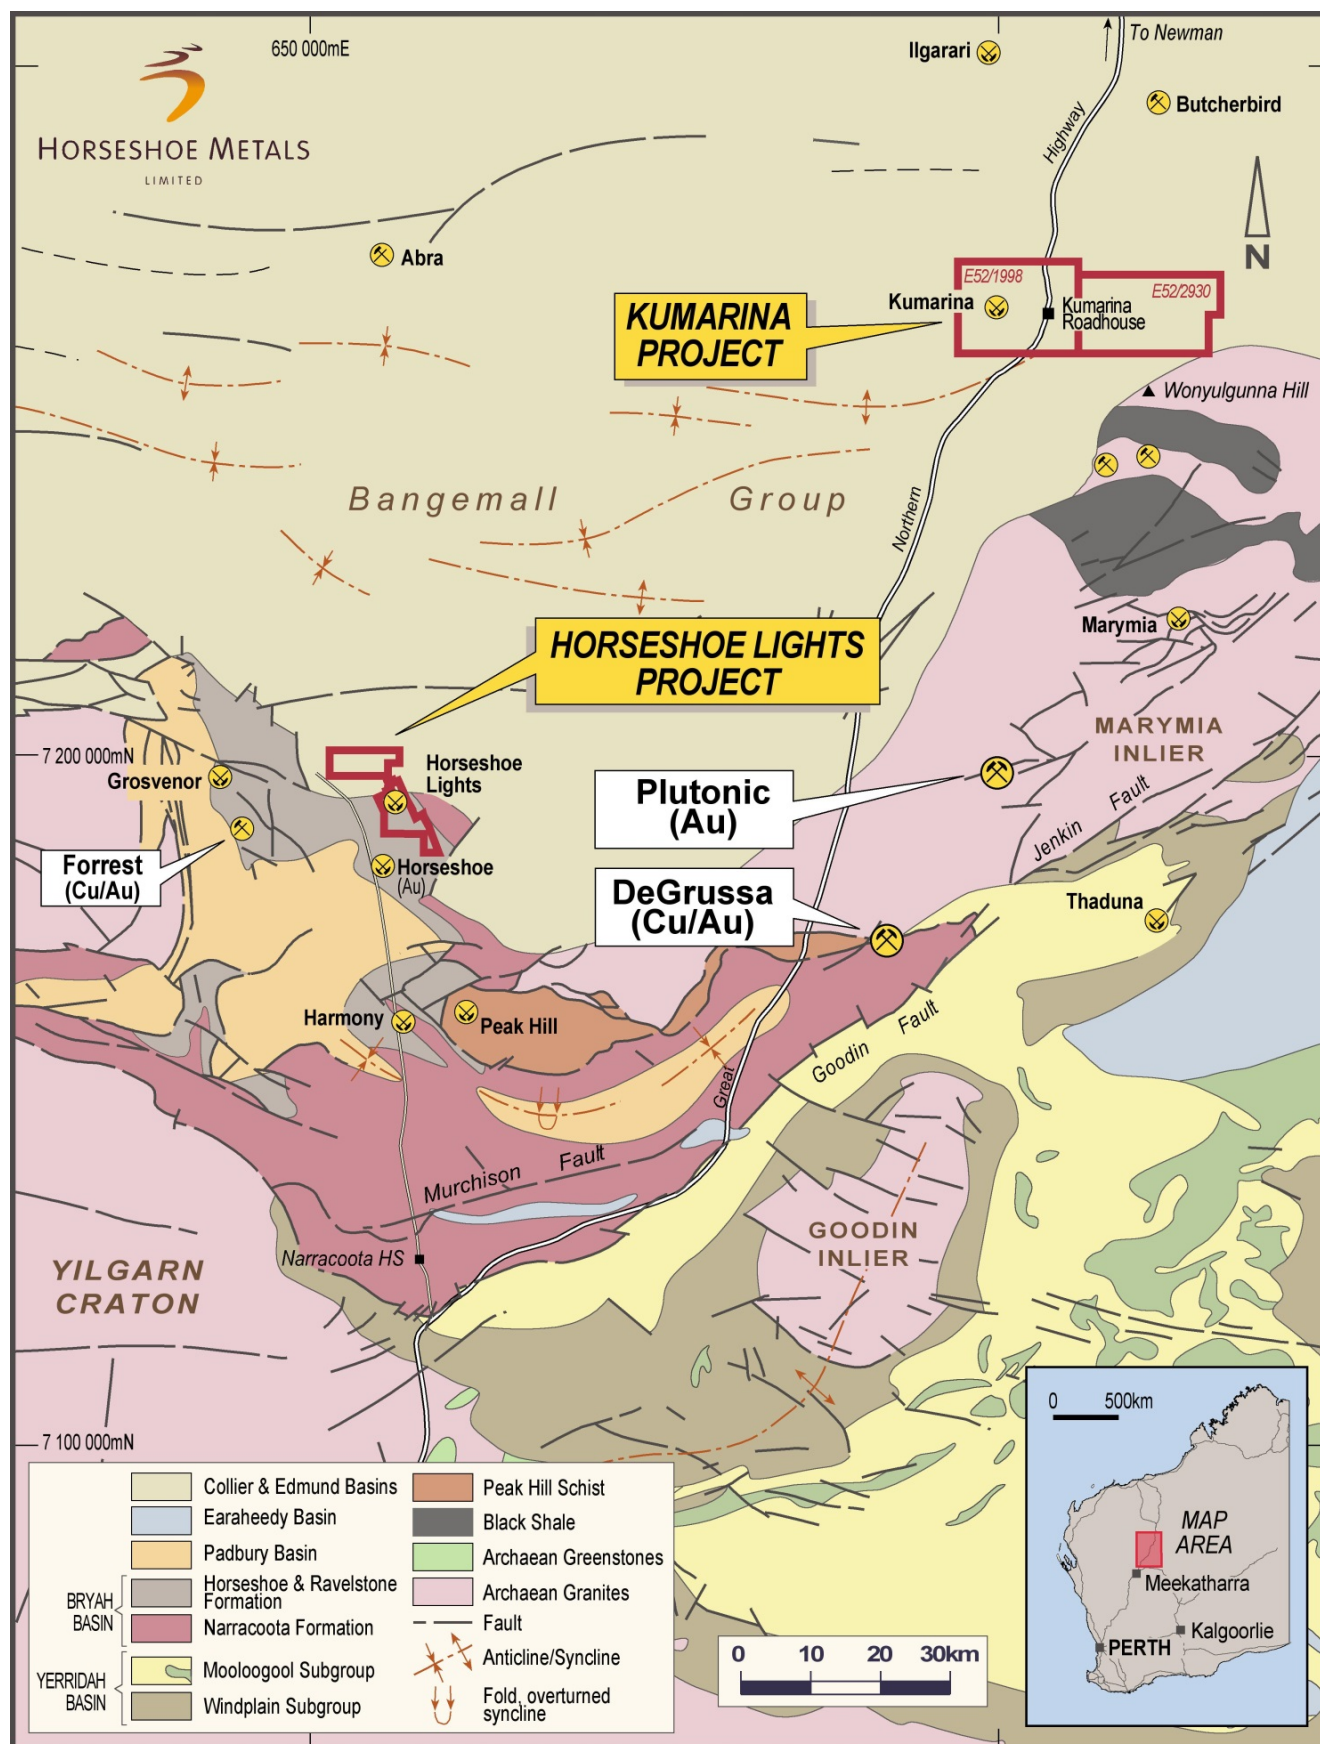 650 000mE
To Newman
Ilgarari
Butcherbird
HORSESHOE METALS
LIMITED
Highway
N
Abra
E52/1998
E52/2930
Kumarina
Kumarina
Roadhouse
KUMARINA
PROJECT
Wonyulgunna Hill
Bangemall Group
Northern
HORSESHOE LIGHTS
PROJECT
Marymia
MARYMIA
INLIER
7 200 000mN
Grosvenor
Horseshoe
Lights
Plutonic
(Au)
Jenkin Fault
Forrest
(Cu/Au)
Horseshoe
(Au)
DeGrussa
(Cu/Au)
Thaduna
Harmony
Peak Hill
Goodin Fault
Great
Murchison Fault
GOODIN
INLIER
Narracoota HS
YILGARN
CRATON
7 100 000mN
Collier & Edmund Basins
Earaheedy Basin
Padbury Basin
BRYAH
BASIN
Horseshoe & Ravelstone
Formation
Narracoota Formation
YERRIDAH
BASIN
Mooloogool Subgroup
Windplain Subgroup
Peak Hill Schist
Black Shale
Archaean Greenstones
Archaean Granites
Fault
Anticline/Syncline
Fold, overturned
syncline
0 10 20 30km
0 500km
MAP
AREA
Meekatharra
Kalgoorlie
PERTH